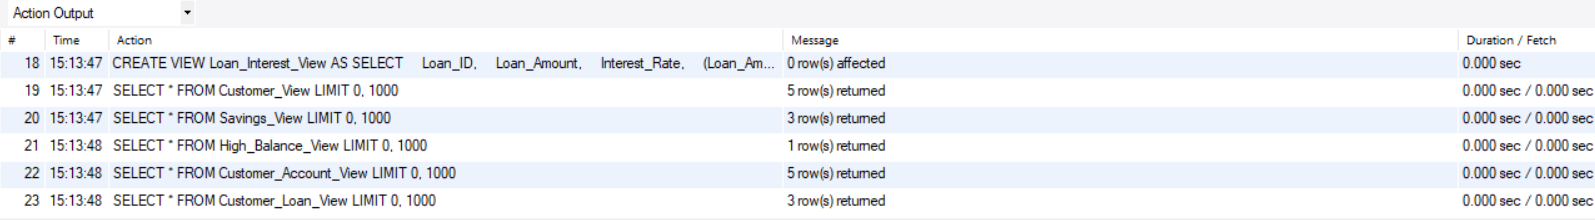 Action Output
# Time Action Message Duration / Fetch
18 15:13:47 CREATE VIEW Loan_Interest_View AS SELECT Loan_ID, Loan_Amount, Interest_Rate, (Loan_Am... 0 row(s) affected 0.000 sec
19 15:13:47 SELECT * FROM Customer_View LIMIT 0, 1000 5 row(s) returned 0.000 sec / 0.000 sec
20 15:13:47 SELECT * FROM Savings_View LIMIT 0, 1000 3 row(s) returned 0.000 sec / 0.000 sec
21 15:13:48 SELECT * FROM High_Balance_View LIMIT 0, 1000 1 row(s) returned 0.000 sec / 0.000 sec
22 15:13:48 SELECT * FROM Customer_Account_View LIMIT 0, 1000 5 row(s) returned 0.000 sec / 0.000 sec
23 15:13:48 SELECT * FROM Customer_Loan_View LIMIT 0, 1000 3 row(s) returned 0.000 sec / 0.000 sec